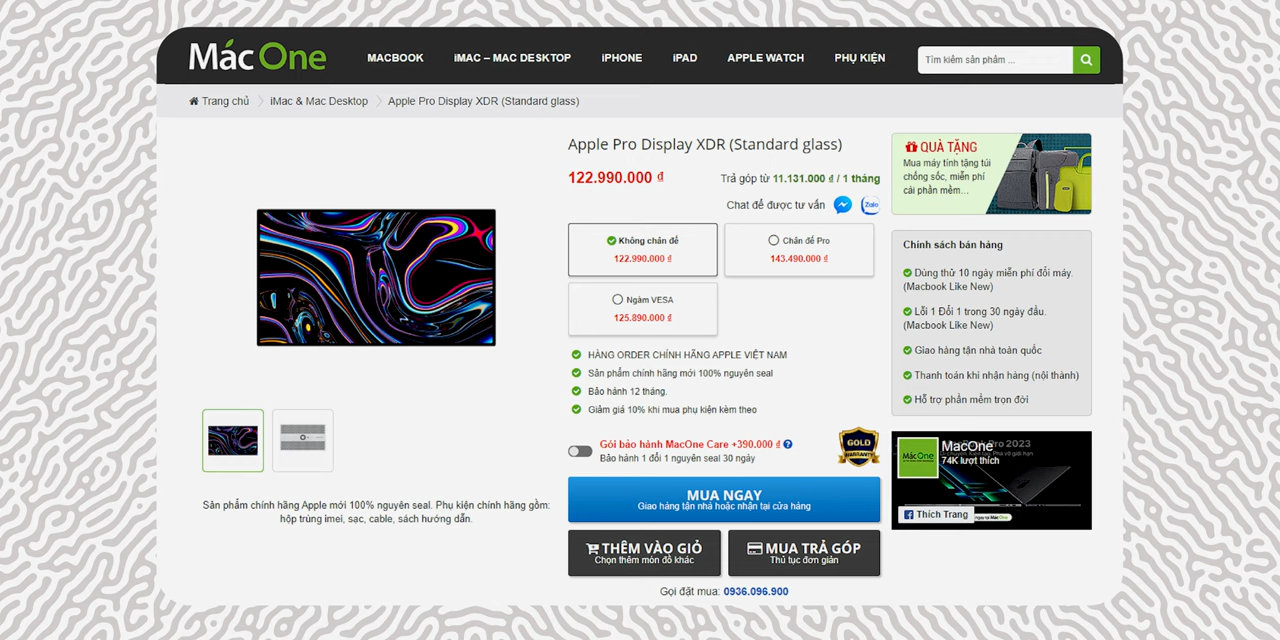 MacOne
MACBOOK
iMAC – MAC DESKTOP
iPHONE
iPAD
APPLE WATCH
PHỤ KIỆN
Tìm kiếm sản phẩm ...
Trang chủ
iMac & Mac Desktop
Apple Pro Display XDR (Standard glass)
Apple Pro Display XDR (Standard glass)
122.990.000 ₫
Trả góp từ 11.131.000 ₫ / 1 tháng
Chat để được tư vấn
Zalo
Không chân đế
122.990.000 ₫
Chân đế Pro
143.490.000 ₫
Ngàm VESA
125.890.000 ₫
HÀNG ORDER CHÍNH HÃNG APPLE VIỆT NAM
Sản phẩm chính hãng mới 100% nguyên seal
Bảo hành 12 tháng.
Giảm giá 10% khi mua phụ kiện kèm theo
Gói bảo hành MacOne Care +390.000 ₫
Bảo hành 1 đổi 1 nguyên seal 30 ngày
GOLD
WARRANTY
MUA NGAY
Giao hàng tận nhà hoặc nhận tại cửa hàng
THÊM VÀO GIỎ
Chọn thêm món đồ khác
MUA TRẢ GÓP
Thủ tục đơn giản
Gọi đặt mua: 0936.096.900
Sản phẩm chính hãng Apple mới 100% nguyên seal. Phụ kiện chính hãng gồm:
hộp trùng imei, sạc, cable, sách hướng dẫn.
QUÀ TẶNG
Mua máy tính tặng túi
chống sốc, miễn phí
cài phần mềm...
Chính sách bán hàng
Dùng thử 10 ngày miễn phí đổi máy.
(Macbook Like New)
Lỗi 1 Đổi 1 trong 30 ngày đầu.
(Macbook Like New)
Giao hàng tận nhà toàn quốc
Thanh toán khi nhận hàng (nội thành)
Hỗ trợ phần mềm trọn đời
MacOne
MacOne
74K lượt thích
Pro 2023
Thích Trang